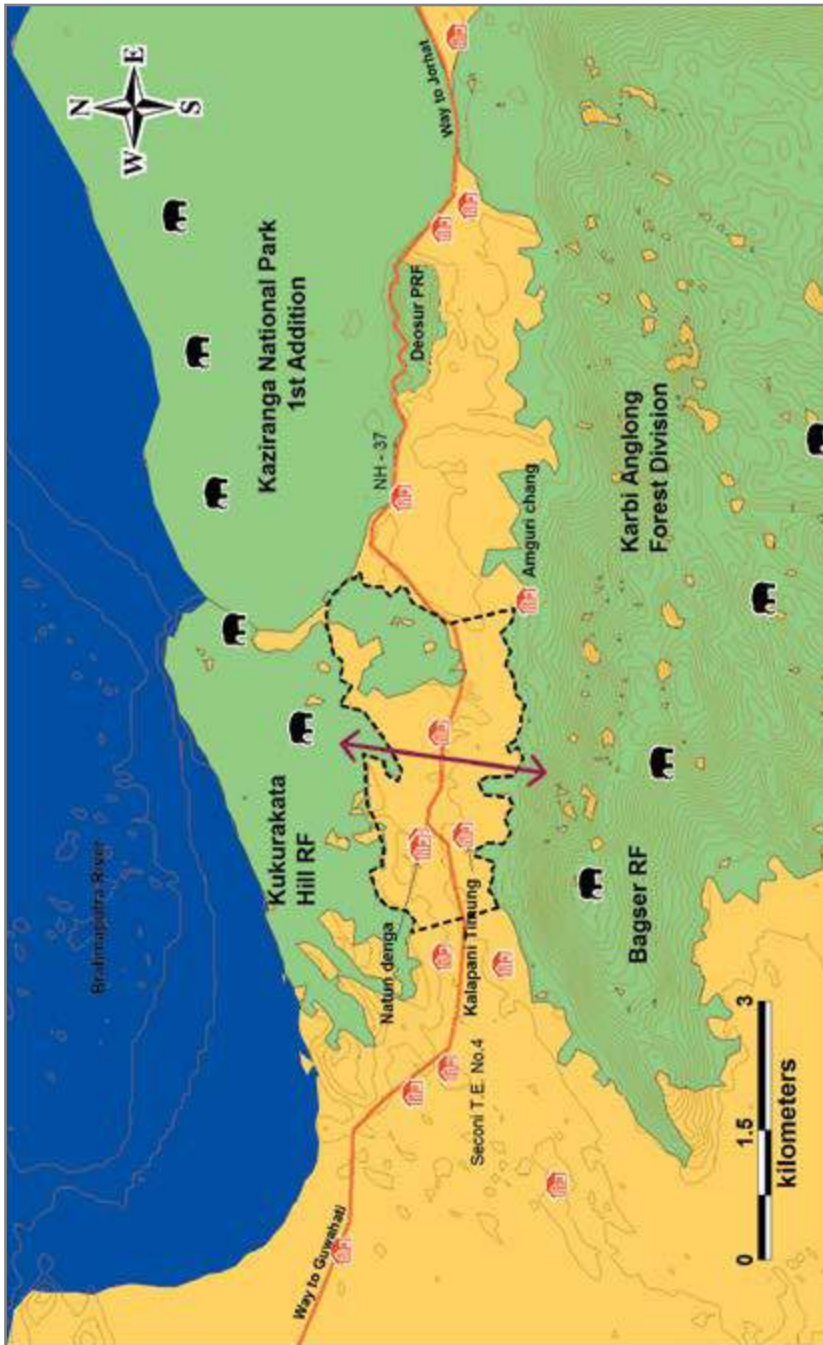 N
E
W
S
Brahmaputra River
Kaziranga National Park
1st Addition
Kukurakata
Hill RF
Way to Jorhat
NH - 37
Deosur PRF
Natun denga
Way to Guwahati
Kalapani Timung
Seconi T.E. No.4
Amguri chang
Karbi Anglong
Forest Division
Bagser RF
0
1.5
3
kilometers